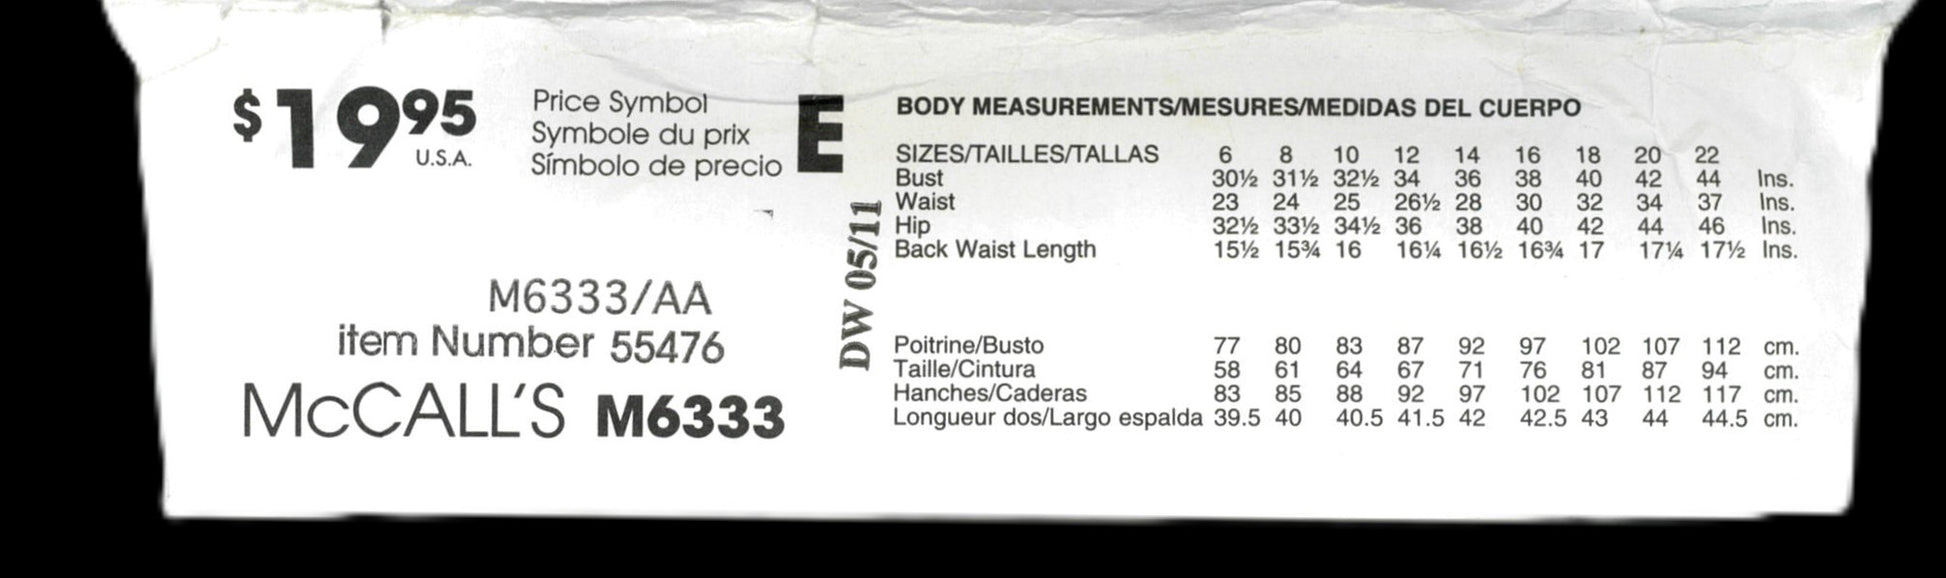 $19 95
U.S.A.
Price Symbol
Symbole du prix
Símbolo de precio
E
M6333/AA
item Number 55476
McCALL'S M6333
DW 05/11
BODY MEASUREMENTS/MESURES/MEDIDAS DEL CUERPO
SIZES/TAILLES/TALLAS 6 8 10 12 14 16 18 20 22
Bust 30½ 31½ 32½ 34 36 38 40 42 44 Ins.
Waist 23 24 25 26½ 28 30 32 34 37 Ins.
Hip 32½ 33½ 34½ 36 38 40 42 44 46 Ins.
Back Waist Length 15½ 15¾ 16 16¼ 16½ 16¾ 17 17¼ 17½ Ins.
Poitrine/Busto 77 80 83 87 92 97 102 107 112 cm.
Taille/Cintura 58 61 64 67 71 76 81 87 94 cm.
Hanches/Caderas 83 85 88 92 97 102 107 112 117 cm.
Longueur dos/Largo espalda 39.5 40 40.5 41.5 42 42.5 43 44 44.5 cm.